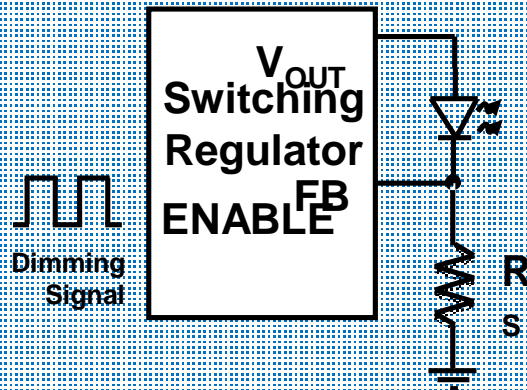 VOUT
Switching
Regulator
FB
ENABLE
Dimming
Signal
R
S